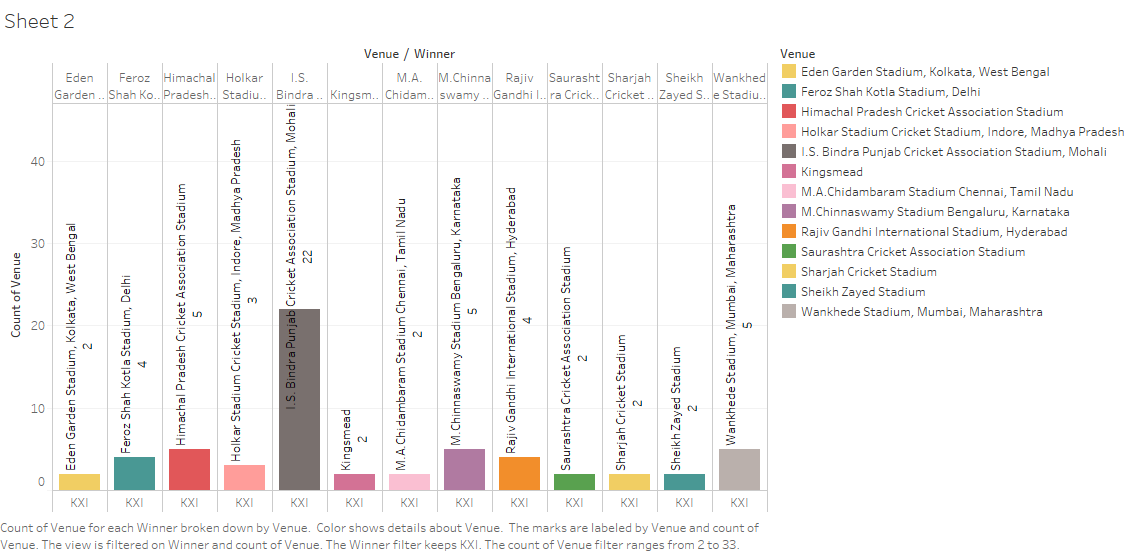 Sheet 2
Venue / Winner
Eden Garden ..
Feroz Shah Ko..
Himachal Pradesh..
Holkar Stadiu..
I.S. Bindra ..
Kingsm..
M.A. Chidam..
M.Chinna swamy ..
Rajiv Gandhi I..
Saurasht ra Crick..
Sharjah Cricket ..
Sheikh Zayed S..
Wankhed e Stadiu..
Count of Venue
40
30
20
10
0
Eden Garden Stadium, Kolkata, West Bengal
2
Feroz Shah Kotla Stadium, Delhi
4
Himachal Pradesh Cricket Association Stadium
5
Holkar Stadium Cricket Stadium, Indore, Madhya Pradesh
3
I.S. Bindra Punjab Cricket Association Stadium, Mohali
22
Kingsmead
2
M.A.Chidambaram Stadium Chennai, Tamil Nadu
2
M.Chinnaswamy Stadium Bengaluru, Karnataka
5
Rajiv Gandhi International Stadium, Hyderabad
4
Saurashtra Cricket Association Stadium
2
Sharjah Cricket Stadium
2
Sheikh Zayed Stadium
2
Wankhede Stadium, Mumbai, Maharashtra
5
KXI KXI KXI KXI KXI KXI KXI KXI KXI KXI KXI KXI KXI
Venue
Eden Garden Stadium, Kolkata, West Bengal
Feroz Shah Kotla Stadium, Delhi
Himachal Pradesh Cricket Association Stadium
Holkar Stadium Cricket Stadium, Indore, Madhya Pradesh
I.S. Bindra Punjab Cricket Association Stadium, Mohali
Kingsmead
M.A.Chidambaram Stadium Chennai, Tamil Nadu
M.Chinnaswamy Stadium Bengaluru, Karnataka
Rajiv Gandhi International Stadium, Hyderabad
Saurashtra Cricket Association Stadium
Sharjah Cricket Stadium
Sheikh Zayed Stadium
Wankhede Stadium, Mumbai, Maharashtra
Count of Venue for each Winner broken down by Venue. Color shows details about Venue. The marks are labeled by Venue and count of
Venue. The view is filtered on Winner and count of Venue. The Winner filter keeps KXI. The count of Venue filter ranges from 2 to 33.